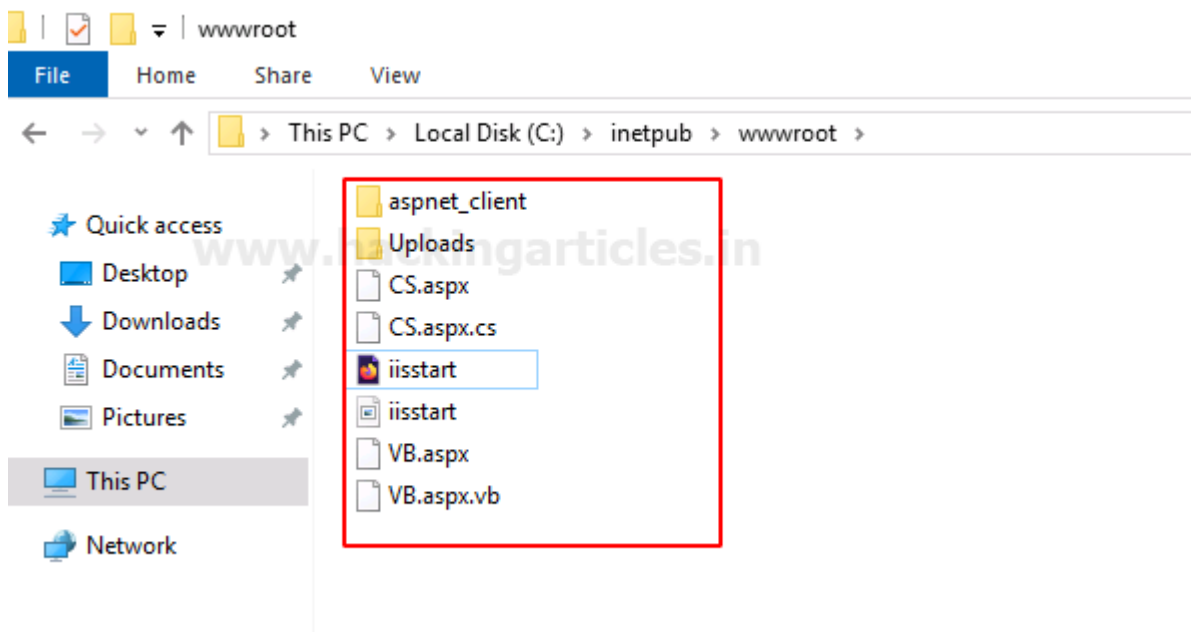 wwwroot
File Home Share View
This PC > Local Disk (C:) > inetpub > wwwroot >
Quick access
Desktop
Downloads
Documents
Pictures
This PC
Network
aspnet_client
Uploads
CS.aspx
CS.aspx.cs
iisstart
iisstart
VB.aspx
VB.aspx.vb
www.hackingarticles.in